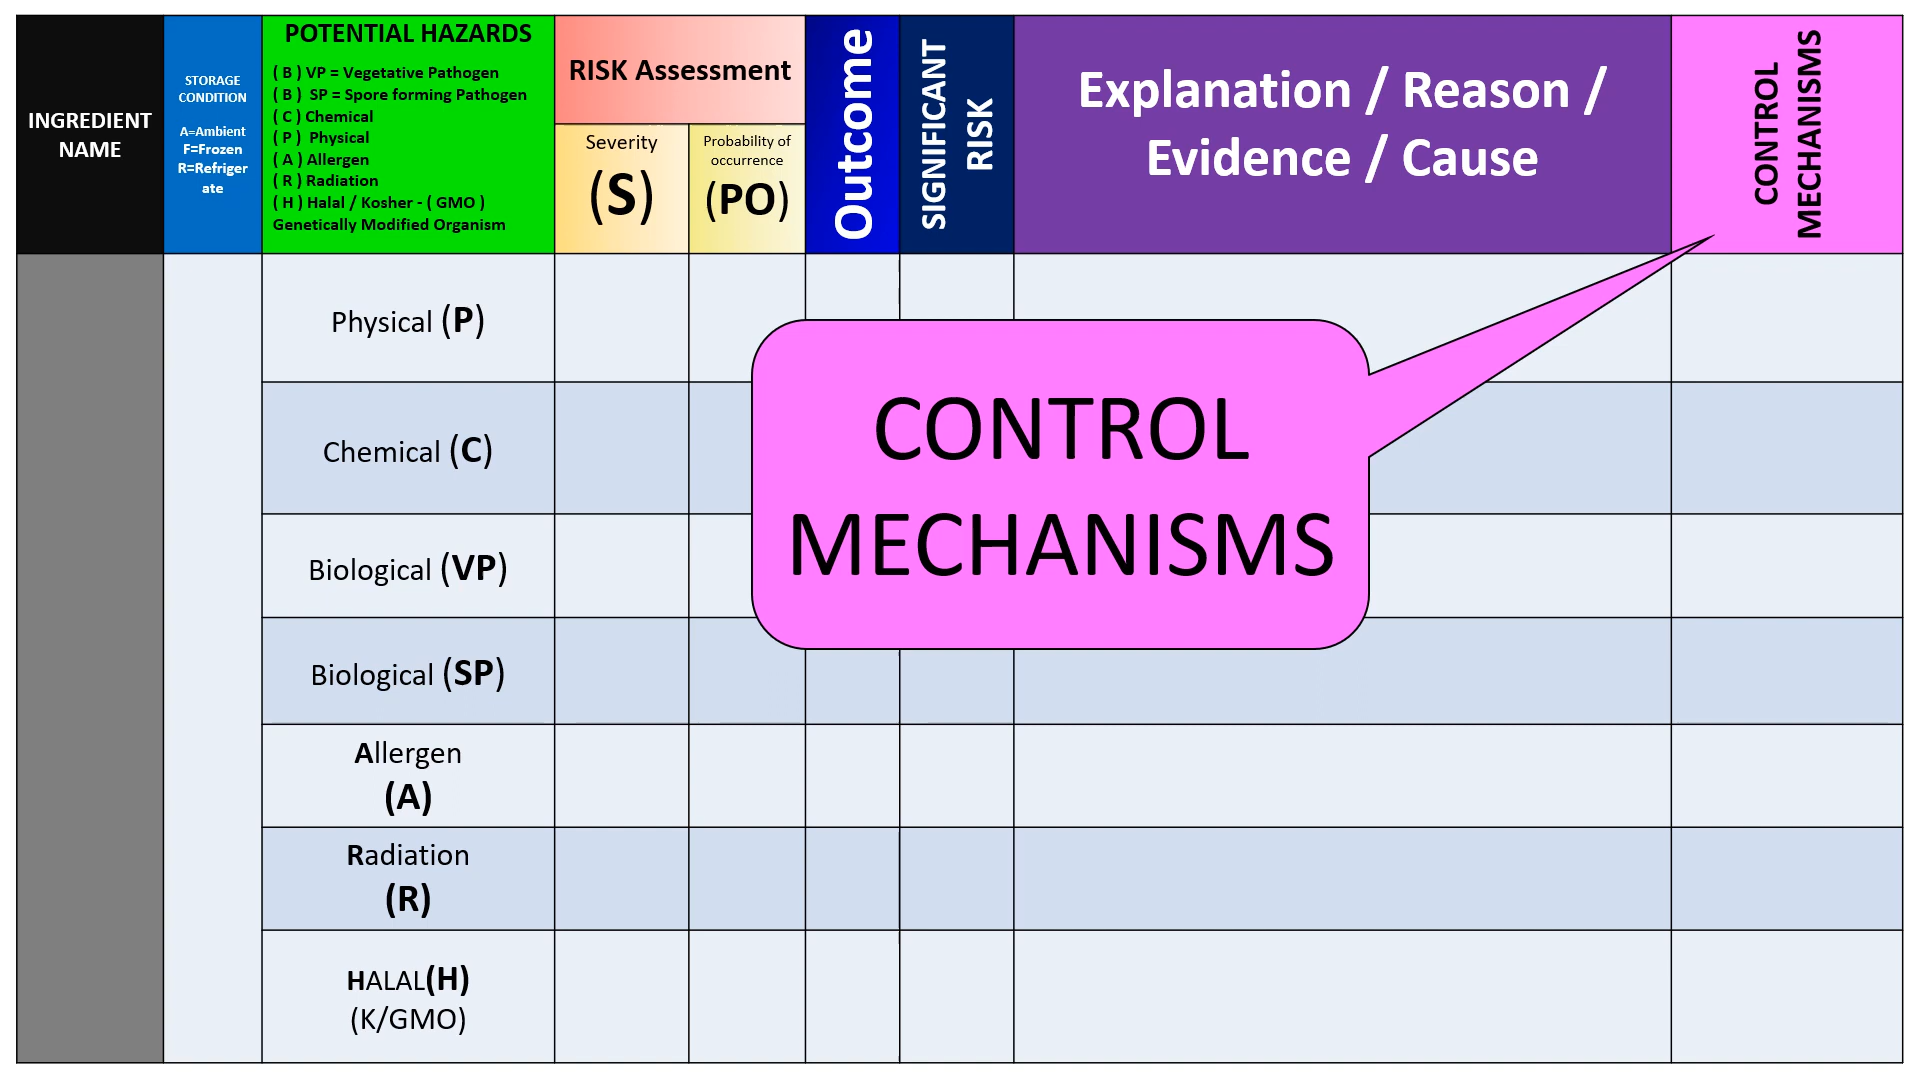 INGREDIENT
NAME
STORAGE
CONDITION
A=Ambient
F=Frozen
R=Refriger
ate
POTENTIAL HAZARDS
( B ) VP = Vegetative Pathogen
( B )  SP = Spore forming Pathogen
( C ) Chemical
( P )  Physical
( A ) Allergen
( R ) Radiation
( H ) Halal / Kosher - ( GMO )
Genetically Modified Organism
RISK Assessment
Severity
(S)
Probability of
occurrence
(PO)
Outcome
SIGNIFICANT
RISK
Explanation / Reason /
Evidence / Cause
CONTROL
MECHANISMS
Physical (P)
Chemical (C)
Biological (VP)
Biological (SP)
Allergen
(A)
Radiation
(R)
HALAL(H)
(K/GMO)
CONTROL
MECHANISMS